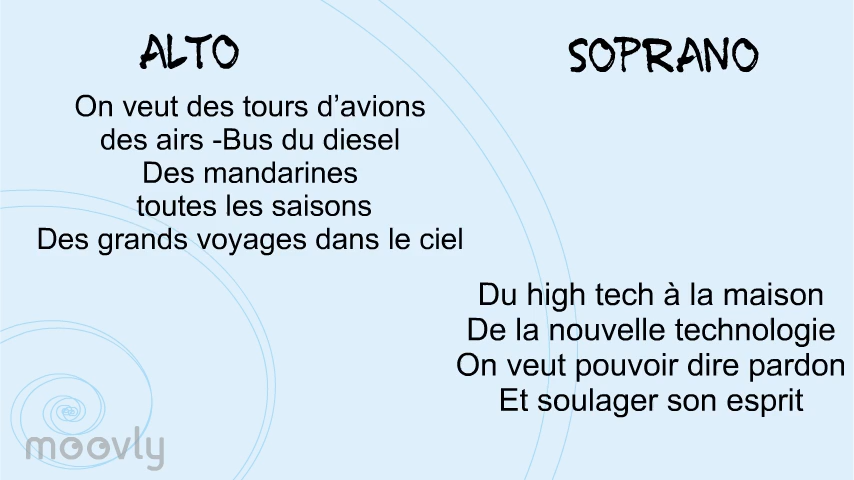 ALTO
SOPRANO
On veut des tours d’avions
des airs -Bus du diesel
Des mandarines
toutes les saisons
Des grands voyages dans le ciel
Du high tech à la maison
De la nouvelle technologie
On veut pouvoir dire pardon
Et soulager son esprit
moovly